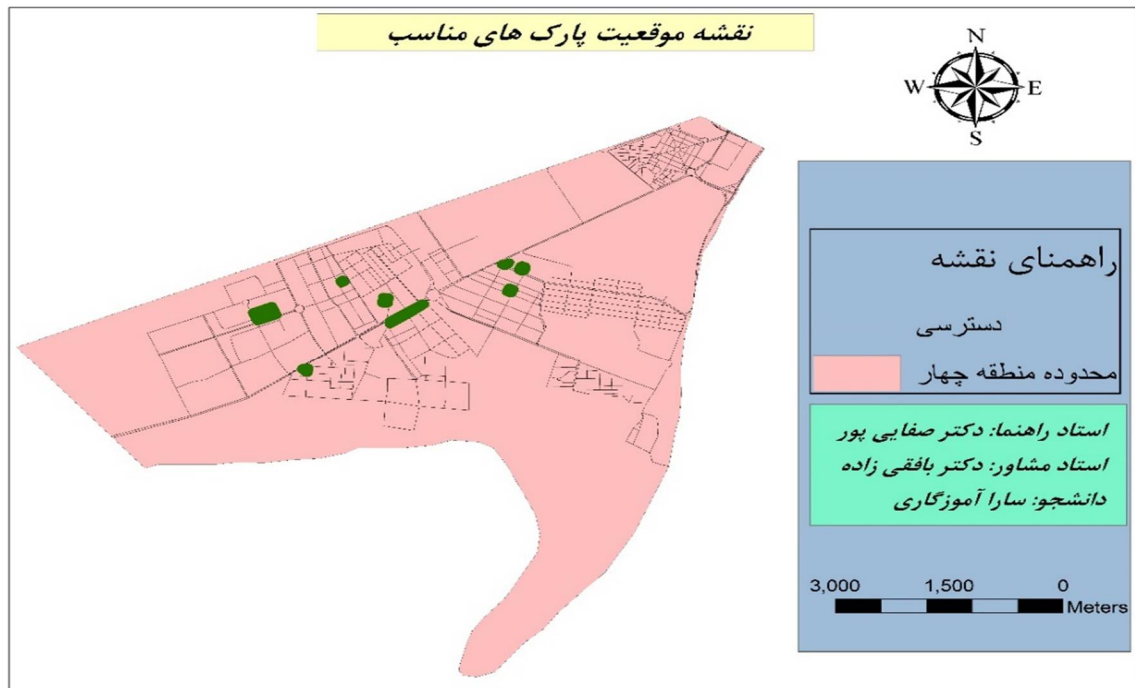 نقشه موقعیت پارک های مناسب
N
W E
S
راهنمای نقشه
دسترسی
محدوده منطقه چهار
استاد راهنما: دکتر صفایی پور
استاد مشاور: دکتر بافقی زاده
دانشجو: سارا آموزگاری
3,000 1,500 0
Meters